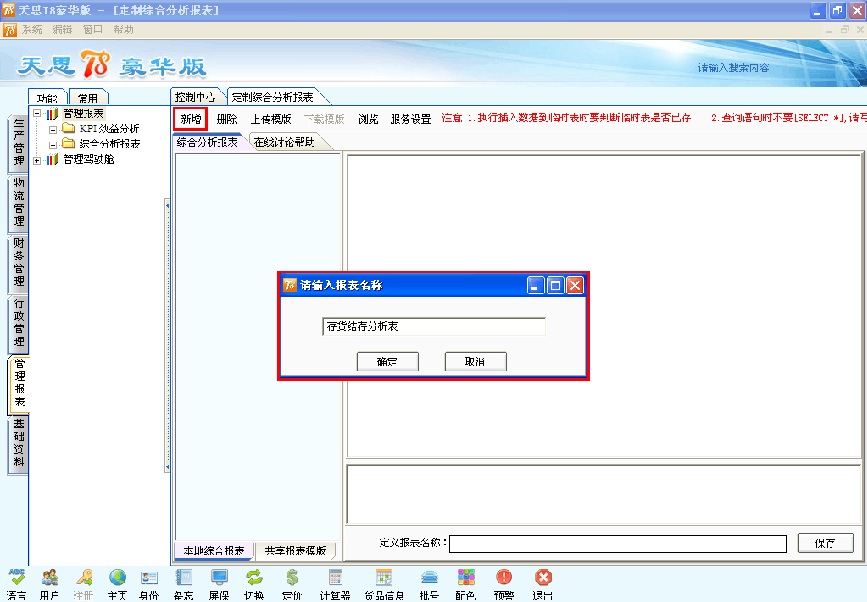 天思T8豪华版 - [定制综合分析报表]
系统 编辑 窗口 帮助
天思T8豪华版
请输入搜索内容
功能 常用
控制中心 定制综合分析报表
管理报表
KPI效益分析
综合分析报表
管理驾驶舱
生产管理
物流管理
财务管理
行政管理
管理报表
基础资料
新增 删除 上传模版 下载模版 浏览 服务设置 注意:1.执行插入数据到临时表时要判断临时表是否已存 2.查询语句时不要[SELECT *],请写
综合分析报表 在线讨论帮助
请输入报表名称
存货结存分析表
确定 取消
定义报表名称: 保存
本地综合报表 共享报表模版
语言 用户 注册 主页 身份 杂志 屏保 切换 定价 计算器 货品信息 批号 配色 预警 退出